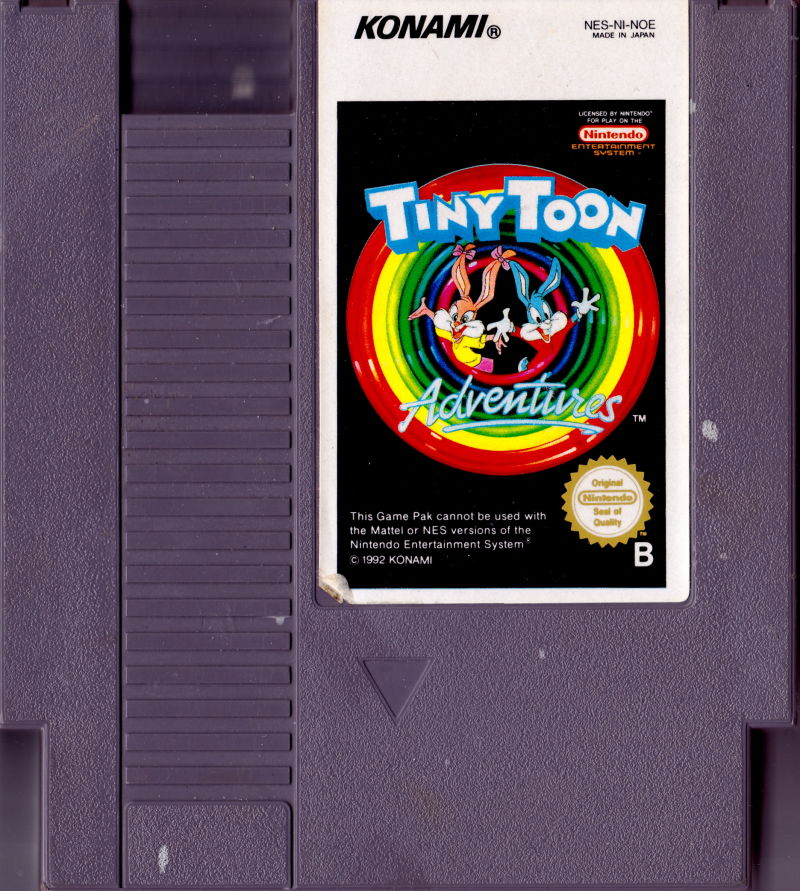 KONAMI®
NES-NI-NOE
MADE IN JAPAN
LICENSED BY NINTENDO®
FOR PLAY ON THE
Nintendo
ENTERTAINMENT
SYSTEM™
TINY TOON
Adventures™
Original
Nintendo
Seal of
Quality
TM
This Game Pak cannot be used with
the Mattel or NES versions of the
Nintendo Entertainment System®
© 1992 KONAMI
B